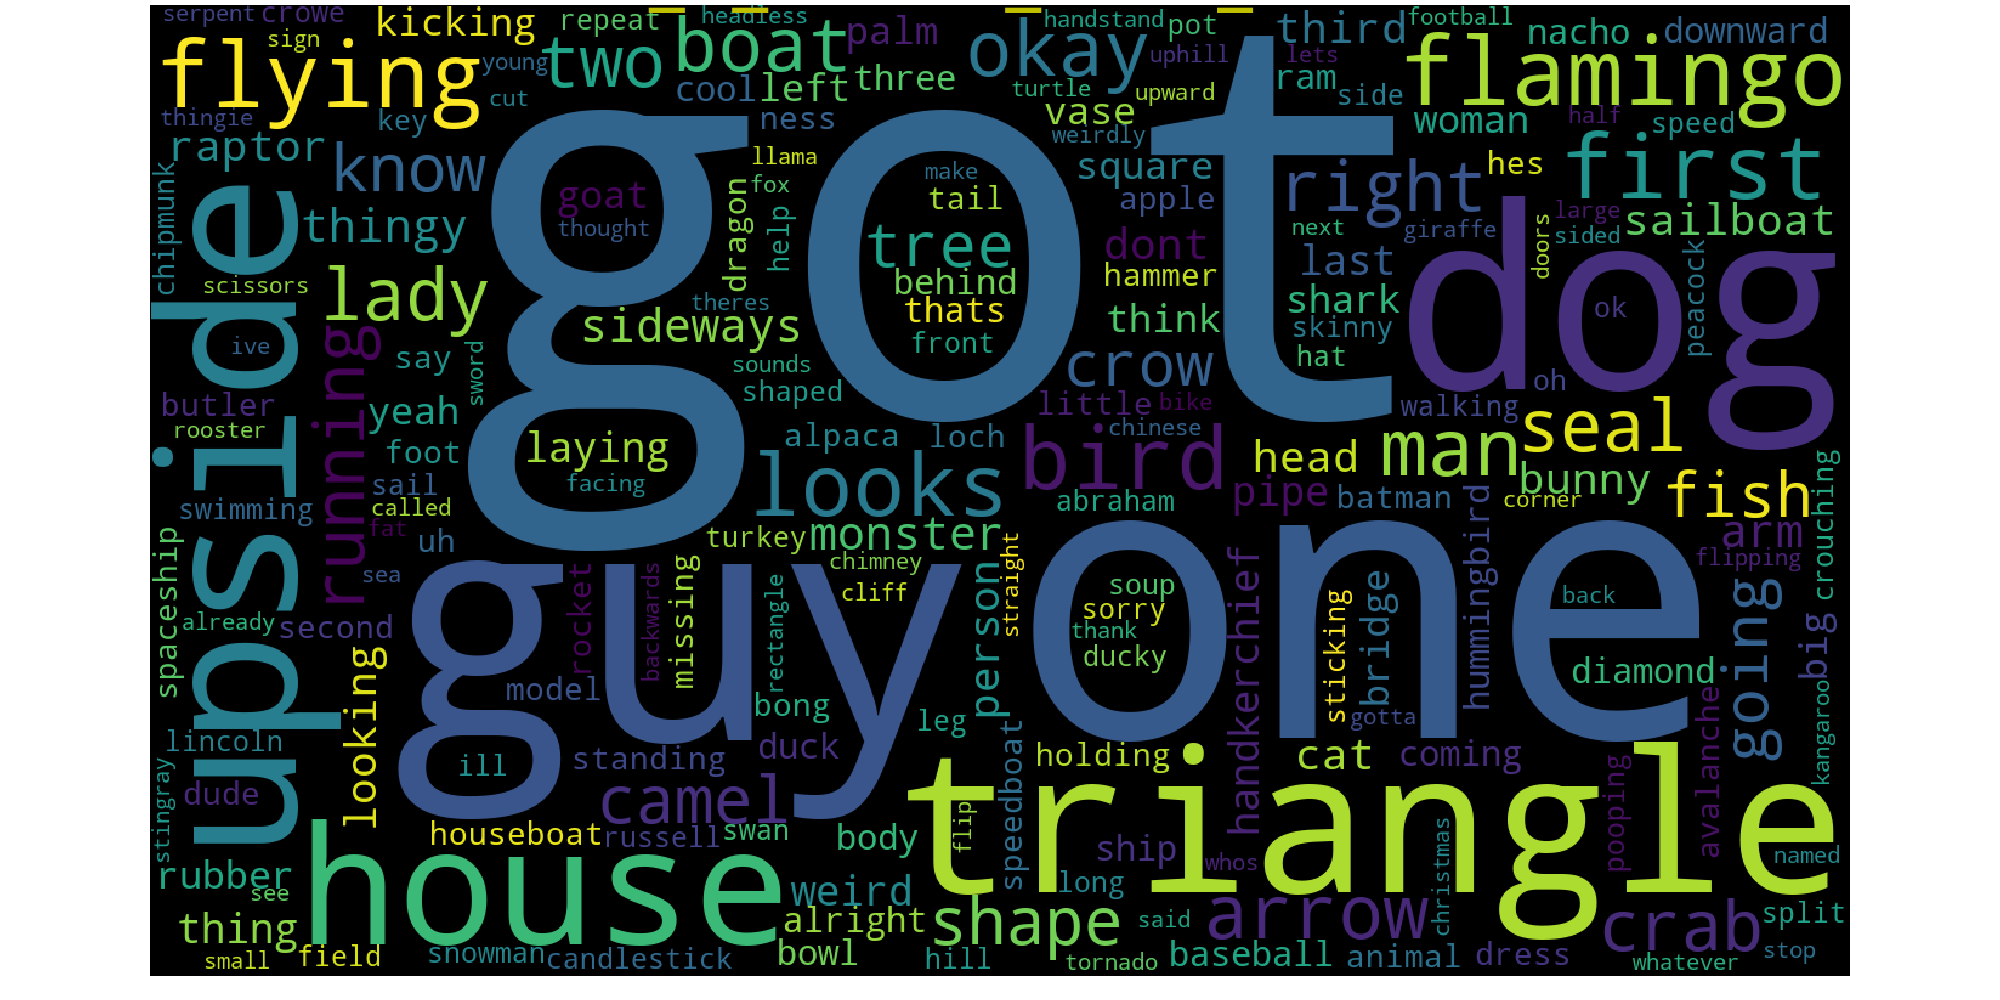 serpent crowe kicking repeat headless handstand pot third football nacho downward
flying sign young two boat palm okay uphill lets flamingo
thingie key cut cool left three turtle vase upward ram side woman half speed
raptor know ness weirdly square right hes first
chipmunk thingy goat llama fox make tail apple large sailboat
upside thought dragon help got tree dont next giraffe doors sided dog
scissors lady theres behind hammer last shark ok peacock
ive running sideways thats think skinny
say sword sounds front crow hat oh
butler yeah shaped little bike walking seal
rooster foot laying alpaca loch chinese man
sail facing looks bird head bunny fish
swimming called abraham pipe batman corner crouching
spaceship fat uh turkey monster hummingbird arm
sea rocket backwards missing chimney straight flipping
already guy rectangle cliff person soup one back
second sorry sticking bridge going big
looking model thank ducky handkerchief diamond
lincoln bong leg gotta avalanche kangaroo
stingray ill standing duck speedboat holding cat coming
dude camel triangle pooping
houseboat russell swan body flip ship christmas named
rubber house weird long whos
see alright shape said arrow crab split
thing snowman candlestick bowl hill tornado baseball animal dress whatever stop
small field